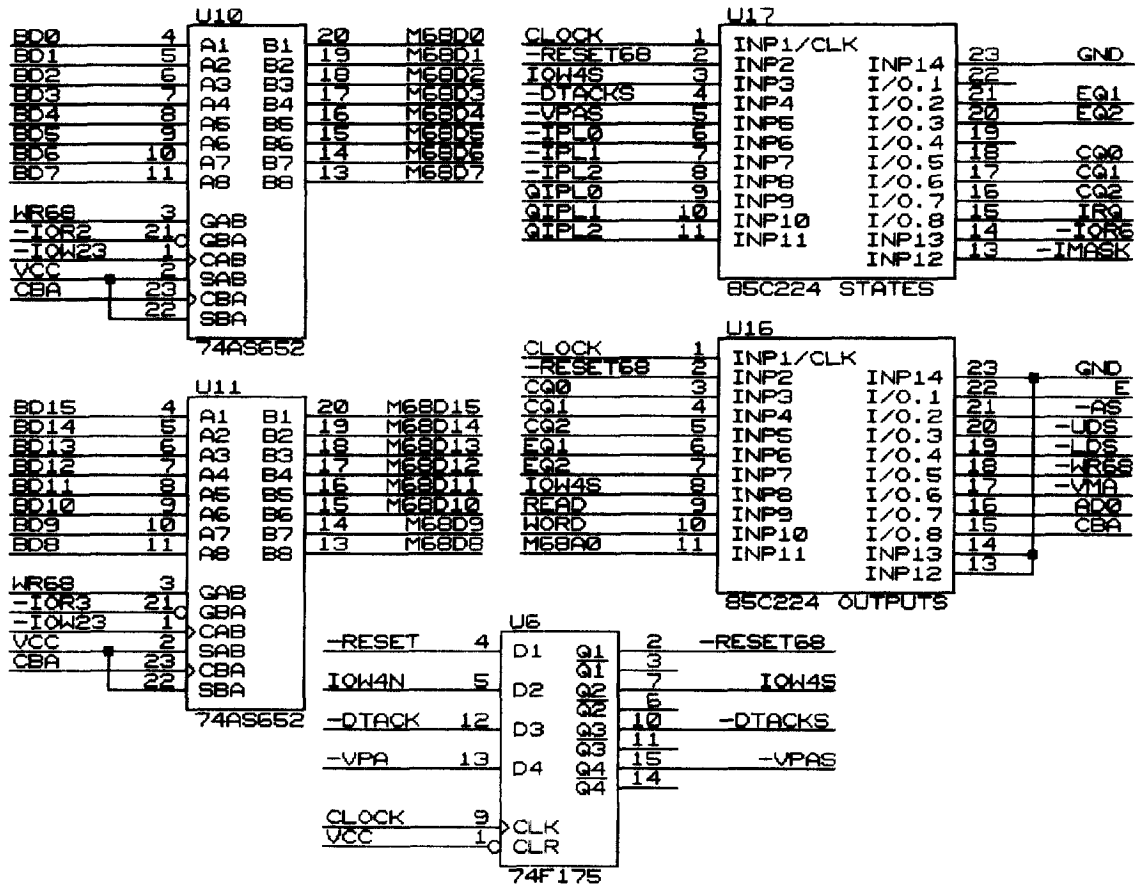 U10
BD0 4 A1 B1 20 M68D0
BD1 5 A2 B2 19 M68D1
BD2 6 A3 B3 18 M68D2
BD3 7 A4 B4 17 M68D3
BD4 8 A5 B5 16 M68D4
BD5 9 A6 B6 15 M68D5
BD6 10 A7 B7 14 M68D6
BD7 11 A8 B8 13 M68D7
WR68 3 GAB
-IOR2 21 GBA
-IOW23 1 CAB
VCC 2 SAB
CBA 23 CBA
22 SBA
74AS652
U11
BD15 4 A1 B1 20 M68D15
BD14 5 A2 B2 19 M68D14
BD13 6 A3 B3 18 M68D13
BD12 7 A4 B4 17 M68D12
BD11 8 A5 B5 16 M68D11
BD10 9 A6 B6 15 M68D10
BD9 10 A7 B7 14 M68D9
BD8 11 A8 B8 13 M68D8
WR68 3 GAB
-IOR3 21 GBA
-IOW23 1 CAB
VCC 2 SAB
CBA 23 CBA
22 SBA
74AS652
U17
CLOCK 1 INP1/CLK
-RESET68 2 INP2 INP14 23 GND
IOW4S 3 INP3 I/O.1 22
-DTACKS 4 INP4 I/O.2 21 EQ1
-VPAS 5 INP5 I/O.3 20 EQ2
-IPL0 6 INP6 I/O.4 19
-IPL1 7 INP7 I/O.5 18 CQ0
-IPL2 8 INP8 I/O.6 17 CQ1
QIPL0 9 INP9 I/O.7 16 CQ2
QIPL1 10 INP10 I/O.8 15 IRQ
QIPL2 11 INP11 INP13 14 -IOR6
INP12 13 -IMASK
85C224 STATES
U16
CLOCK 1 INP1/CLK
-RESET68 2 INP2 INP14 23 GND
CQ0 3 INP3 I/O.1 22 E
CQ1 4 INP4 I/O.2 21 -AS
CQ2 5 INP5 I/O.3 20 -UDS
EQ1 6 INP6 I/O.4 19 -LDS
EQ2 7 INP7 I/O.5 18 -WR68
IOW4S 8 INP8 I/O.6 17 -VMA
READ 9 INP9 I/O.7 16 AD0
WORD 10 INP10 I/O.8 15 CBA
M68A0 11 INP11 INP13 14
INP12 13
85C224 OUTPUTS
U6
-RESET 4 D1 Q1 2 -RESET68
Q1 3
IOW4N 5 D2 Q2 7 IOW4S
Q2 6
-DTACK 12 D3 Q3 10 -DTACKS
Q3 11
-VPA 13 D4 Q4 15 -VPAS
Q4 14
CLOCK 9 CLK
VCC 1 CLR
74F175